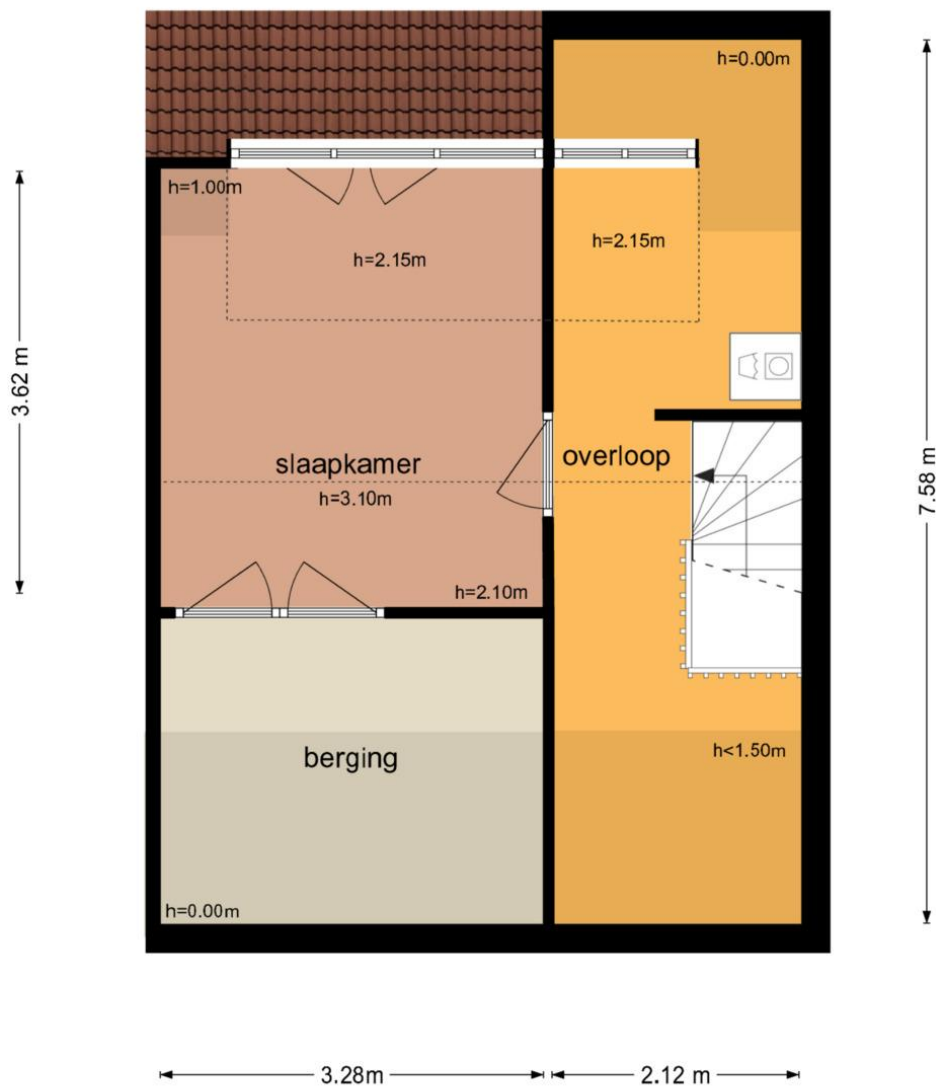 h=0.00m
h=1.00m
h=2.15m
h=2.15m
3.62 m
slaapkamer
overloop
h=3.10m
7.58 m
h=2.10m
h<1.50m
berging
h=0.00m
3.28m
2.12 m